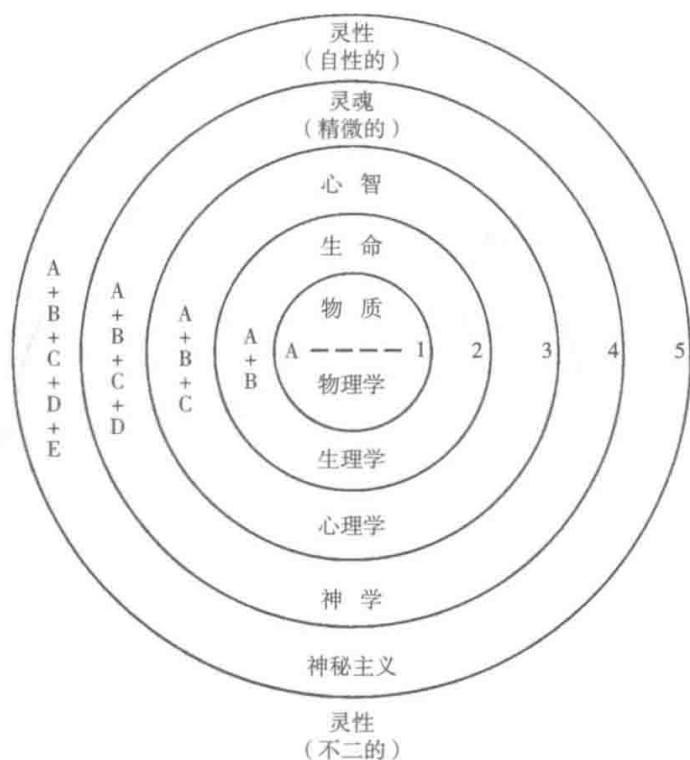 灵性
（自性的）
灵魂
（精微的）
心 智
生 命
物 质
A+B+C+D+E
A+B+C+D
A+B+C
A+B
A ---- 1 2 3 4 5
物理学
生理学
心理学
神 学
神秘主义
灵性
（不二的）